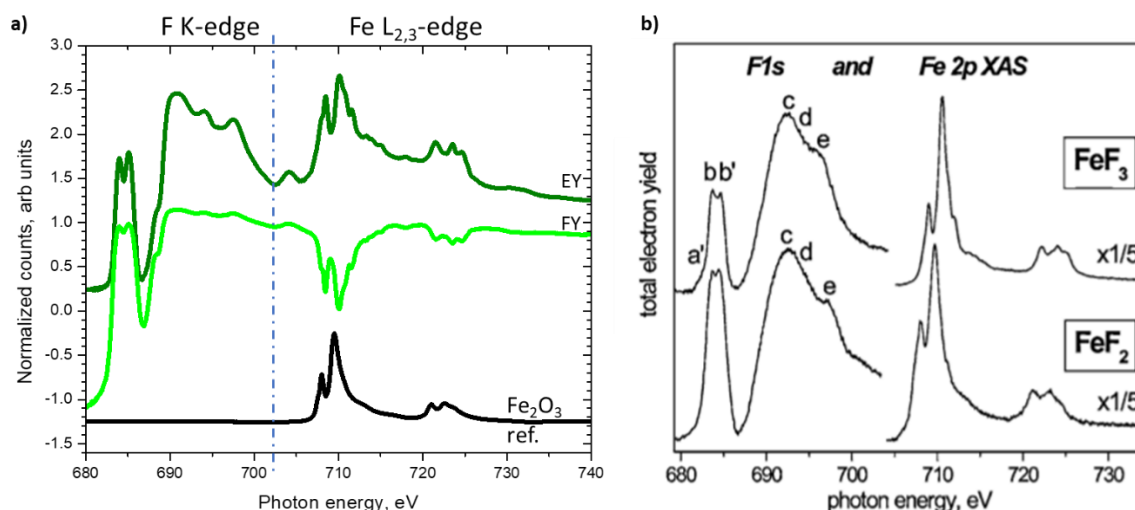 a)
F K-edge
Fe L2,3-edge
3.0
2.5
2.0
1.5
1.0
0.5
0.0
-0.5
-1.0
-1.5
Normalized counts, arb units
EY
FY
Fe2O3
ref.
680 690 700 710 720 730 740
Photon energy, eV
b)
F1s and Fe 2p XAS
total electron yield
c
d
e
b b'
a'
FeF3
x1/5
c
d
e
FeF2
x1/5
680 690 700 710 720 730
photon energy, eV